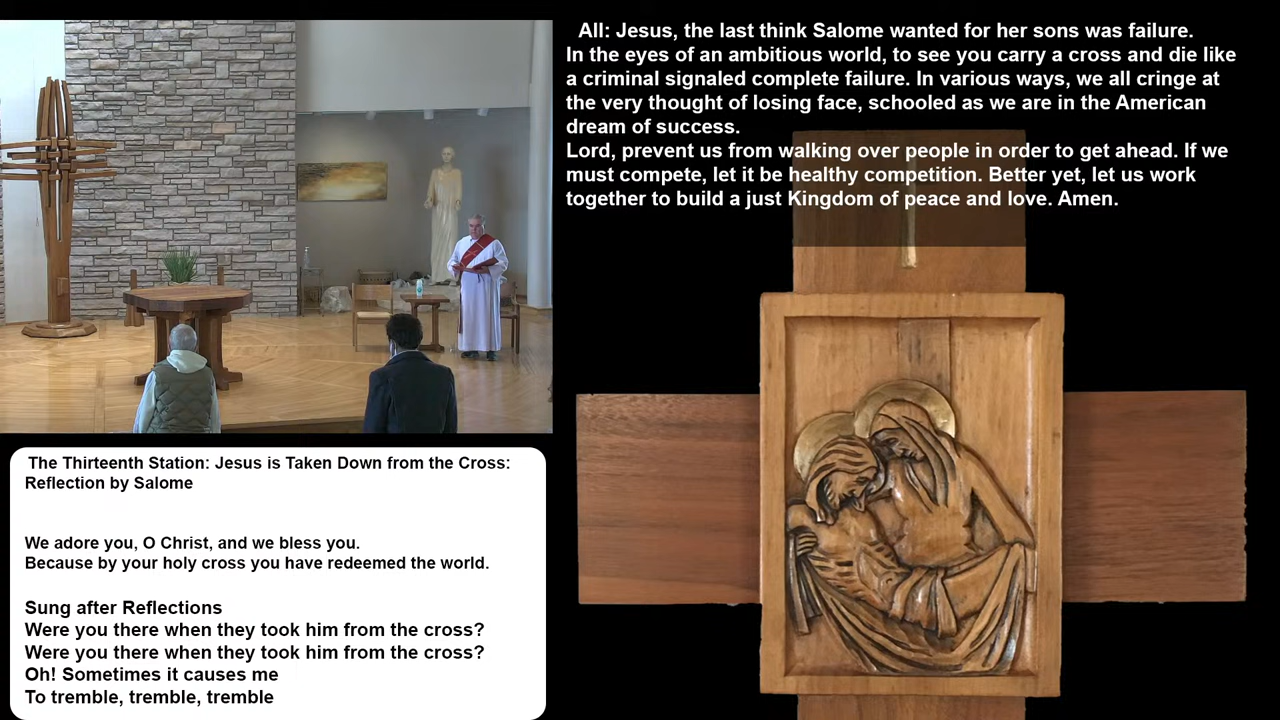 All: Jesus, the last think Salome wanted for her sons was failure.
In the eyes of an ambitious world, to see you carry a cross and die like
a criminal signaled complete failure. In various ways, we all cringe at
the very thought of losing face, schooled as we are in the American
dream of success.
Lord, prevent us from walking over people in order to get ahead. If we
must compete, let it be healthy competition. Better yet, let us work
together to build a just Kingdom of peace and love. Amen.
The Thirteenth Station: Jesus is Taken Down from the Cross:
Reflection by Salome
We adore you, O Christ, and we bless you.
Because by your holy cross you have redeemed the world.
Sung after Reflections
Were you there when they took him from the cross?
Were you there when they took him from the cross?
Oh! Sometimes it causes me
To tremble, tremble, tremble